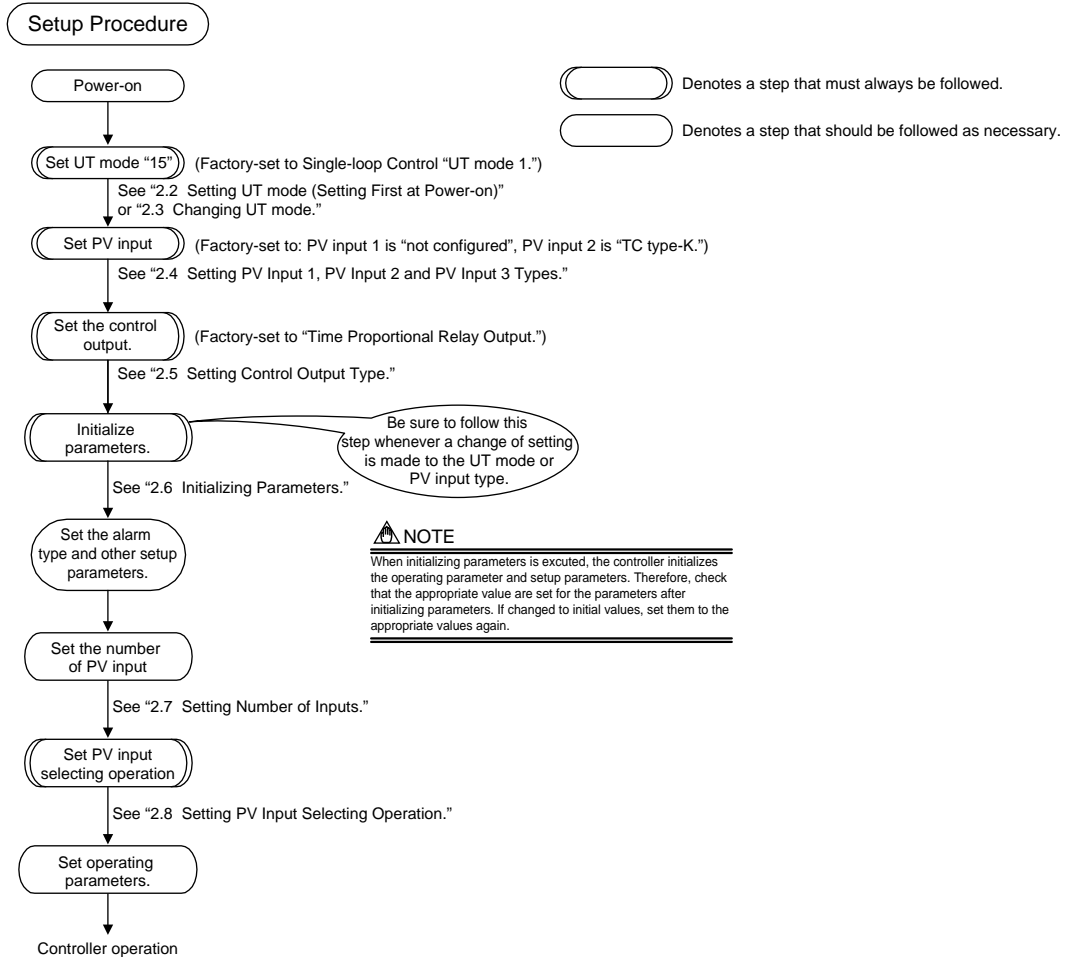 Setup Procedure
Power-on
Denotes a step that must always be followed.
Denotes a step that should be followed as necessary.
Set UT mode “15”
(Factory-set to Single-loop Control “UT mode 1.”)
See “2.2 Setting UT mode (Setting First at Power-on)”
or “2.3 Changing UT mode.”
Set PV input
(Factory-set to: PV input 1 is “not configured”, PV input 2 is “TC type-K.”)
See “2.4 Setting PV Input 1, PV Input 2 and PV Input 3 Types.”
Set the control
output.
(Factory-set to “Time Proportional Relay Output.”)
See “2.5 Setting Control Output Type.”
Initialize
parameters.
Be sure to follow this
step whenever a change of setting
is made to the UT mode or
PV input type.
See “2.6 Initializing Parameters.”
Set the alarm
type and other setup
parameters.
NOTE
When initializing parameters is excuted, the controller initializes
the operating parameter and setup parameters. Therefore, check
that the appropriate value are set for the parameters after
initializing parameters. If changed to initial values, set them to the
appropriate values again.
Set the number
of PV input
See “2.7 Setting Number of Inputs.”
Set PV input
selecting operation
See “2.8 Setting PV Input Selecting Operation.”
Set operating
parameters.
Controller operation